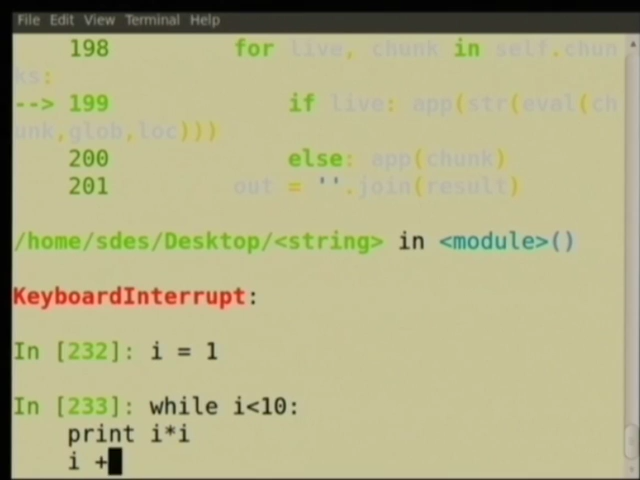 File Edit View Terminal Help
198 for live, chunk in self.chun
ks:
--> 199 if live: app(str(eval(ch
unk,glob,loc)))
200 else: app(chunk)
201 out = ''.join(result)
/home/sdes/Desktop/<string> in <module>()
KeyboardInterrupt:
In [232]: i = 1
In [233]: while i<10:
print i*i
i +